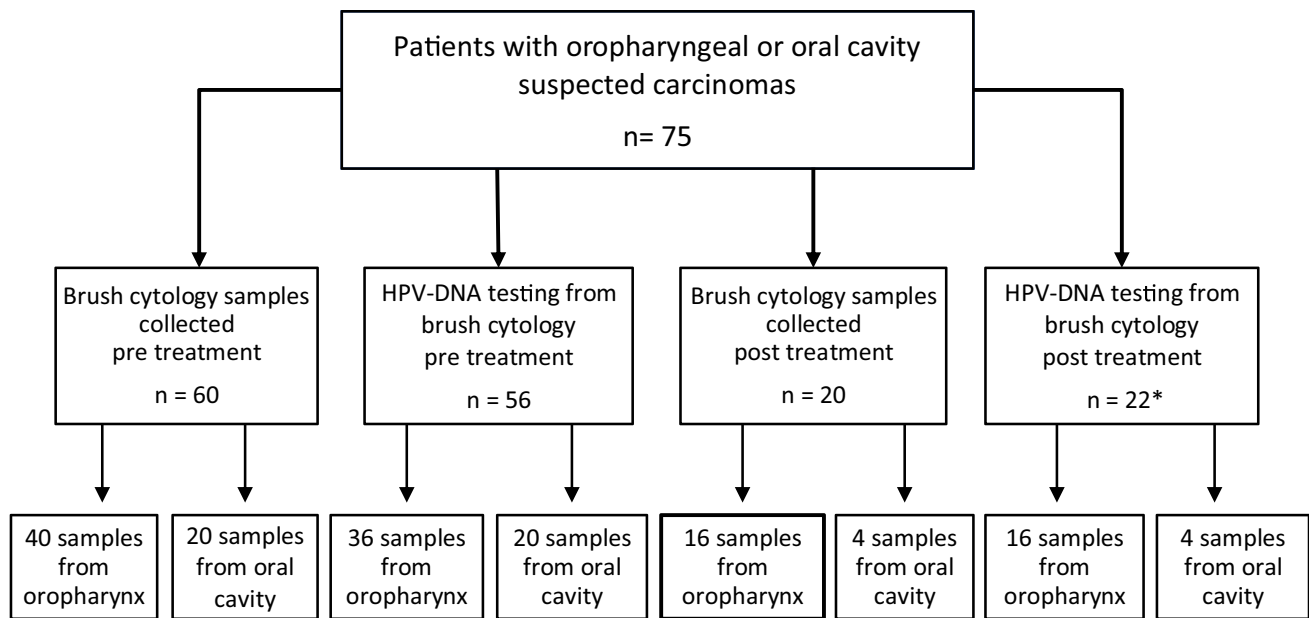 Patients with oropharyngeal or oral cavity
suspected carcinomas
n= 75
Brush cytology samples
collected
pre treatment
n = 60
HPV-DNA testing from
brush cytology
pre treatment
n = 56
Brush cytology samples
collected
post treatment
n = 20
HPV-DNA testing from
brush cytology
post treatment
n = 22*
40 samples
from
oropharynx
20 samples
from oral
cavity
36 samples
from
oropharynx
20 samples
from oral
cavity
16 samples
from
oropharynx
4 samples
from oral
cavity
16 samples
from
oropharynx
4 samples
from oral
cavity